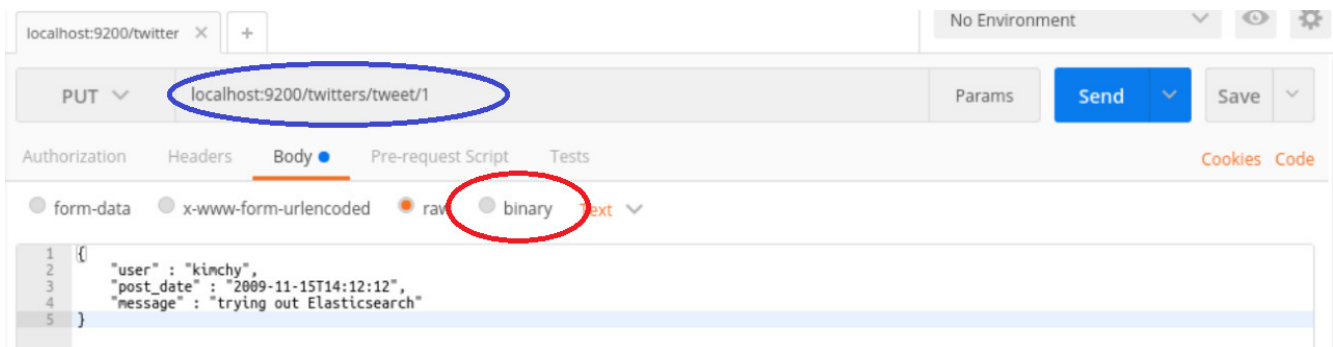 localhost:9200/twitter × + No Environment
PUT localhost:9200/twitters/tweet/1 Params Send Save
Authorization Headers Body Pre-request Script Tests Cookies Code
form-data x-www-form-urlencoded raw binary Text
1 {
2 "user" : "kimchy",
3 "post_date" : "2009-11-15T14:12:12",
4 "message" : "trying out Elasticsearch"
5 }